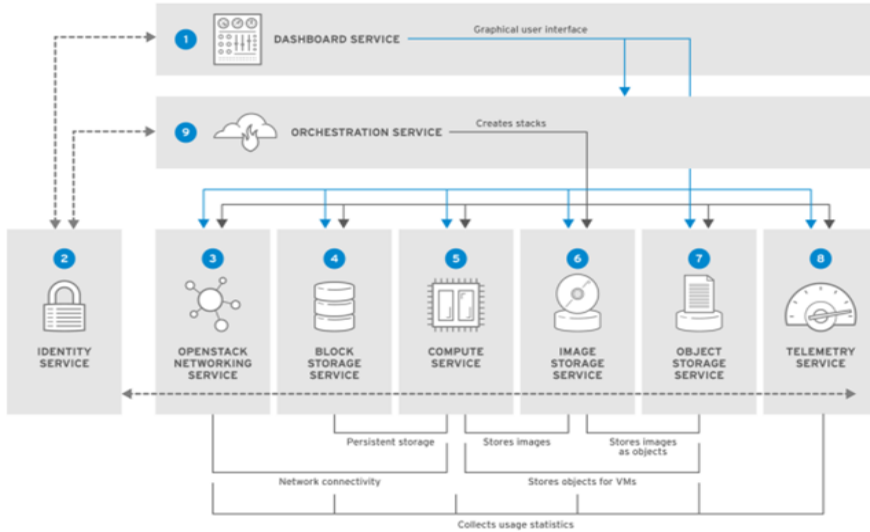 1
DASHBOARD SERVICE
Graphical user interface
9
ORCHESTRATION SERVICE
Creates stacks
2
IDENTITY
SERVICE
3
OPENSTACK
NETWORKING
SERVICE
4
BLOCK
STORAGE
SERVICE
5
COMPUTE
SERVICE
6
IMAGE
STORAGE
SERVICE
7
OBJECT
STORAGE
SERVICE
8
TELEMETRY
SERVICE
Persistent storage
Stores images
Stores images
as objects
Network connectivity
Stores objects for VMs
Collects usage statistics